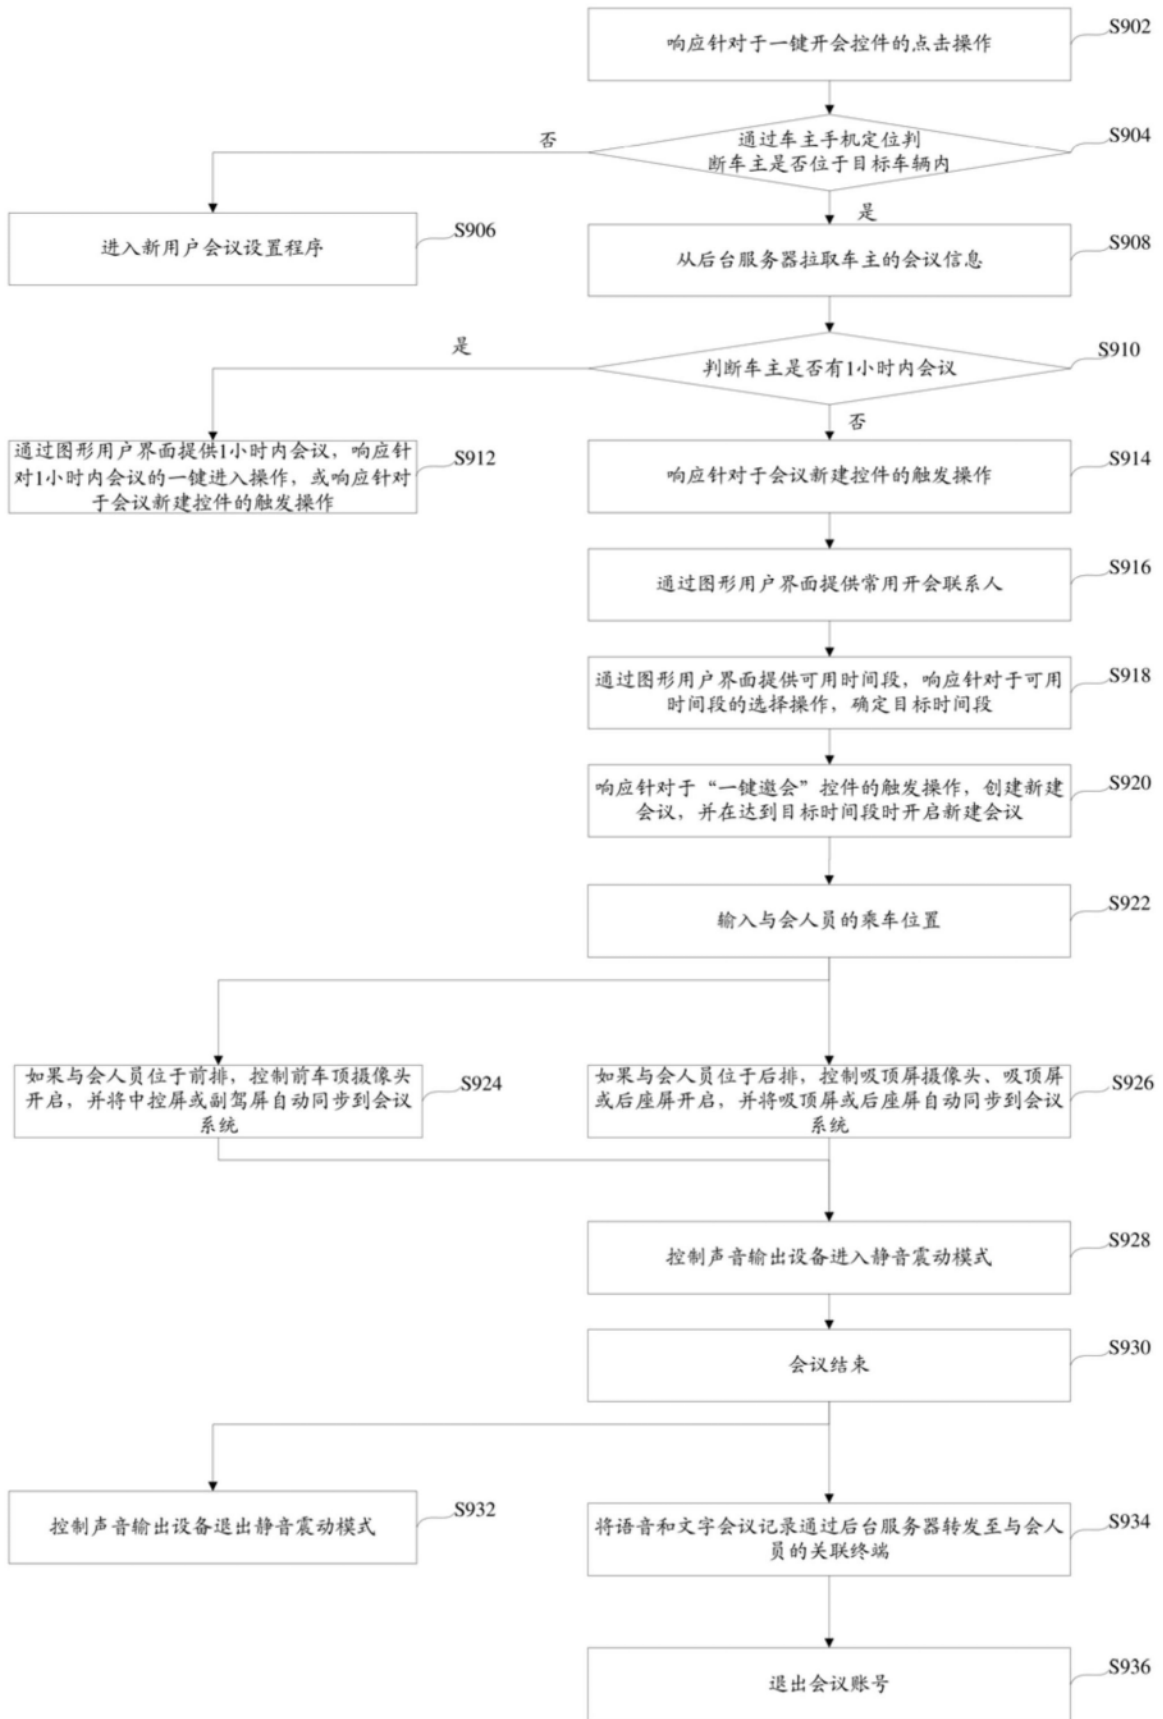 响应针对于一键开会控件的点击操作
S902
通过车主手机定位判
断车主是否位于目标车辆内
S904
否
是
进入新用户会议设置程序
S906
从后台服务器拉取车主的会议信息
S908
判断车主是否有1小时内会议
S910
是
否
通过图形用户界面提供1小时内会议，响应针
对1小时内会议的一键进入操作，或响应针对
于会议新建控件的触发操作
S912
响应针对于会议新建控件的触发操作
S914
通过图形用户界面提供常用开会联系人
S916
通过图形用户界面提供可用时间段，响应针对于可用
时间段的选择操作，确定目标时间段
S918
响应针对于“一键邀会”控件的触发操作，创建新建
会议，并在达到目标时间段时开启新建会议
S920
输入与会人员的乘车位置
S922
如果与会人员位于前排，控制前车顶摄像头
开启，并将中控屏或副驾屏自动同步到会议
系统
S924
如果与会人员位于后排，控制吸顶屏摄像头、吸顶屏
或后座屏开启，并将吸顶屏或后座屏自动同步到会议
系统
S926
控制声音输出设备进入静音震动模式
S928
会议结束
S930
控制声音输出设备退出静音震动模式
S932
将语音和文字会议记录通过后台服务器转发至与会人
员的关联终端
S934
退出会议账号
S936